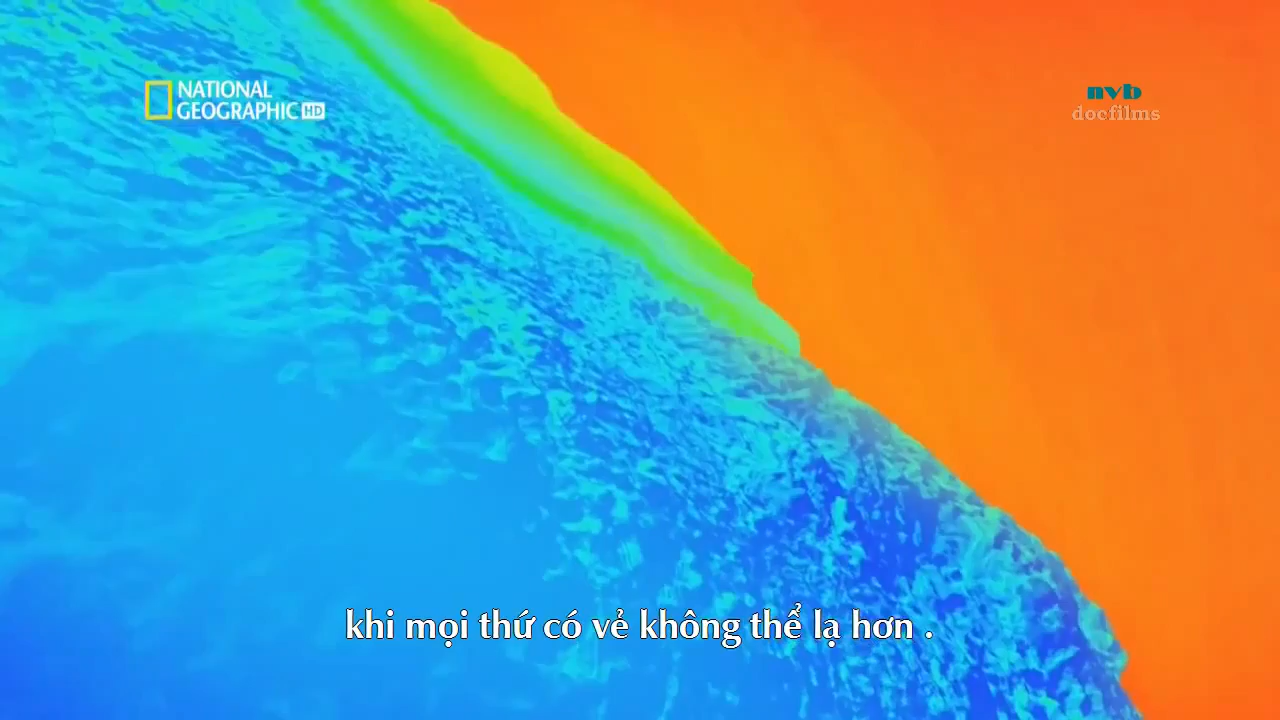 NATIONAL
GEOGRAPHIC HD
nvb
docfilms
khi mọi thứ có vẻ không thể lạ hơn .